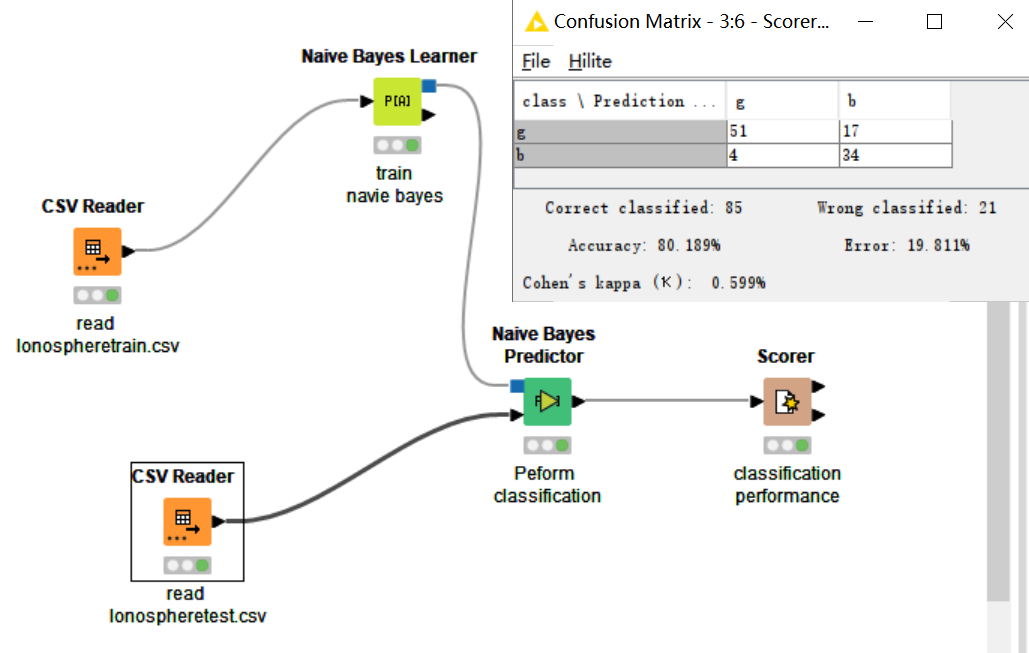 Confusion Matrix - 3:6 - Scorer...
File Hilite
class \ Prediction ... g b
g 51 17
b 4 34
Correct classified: 85 Wrong classified: 21
Accuracy: 80.189% Error: 19.811%
Cohen's kappa (κ): 0.599%
Naive Bayes Learner
P[A]
train
navie bayes
CSV Reader
read
Ionospheretrain.csv
Naive Bayes
Predictor
Peform
classification
Scorer
classification
performance
CSV Reader
read
Ionospheretest.csv